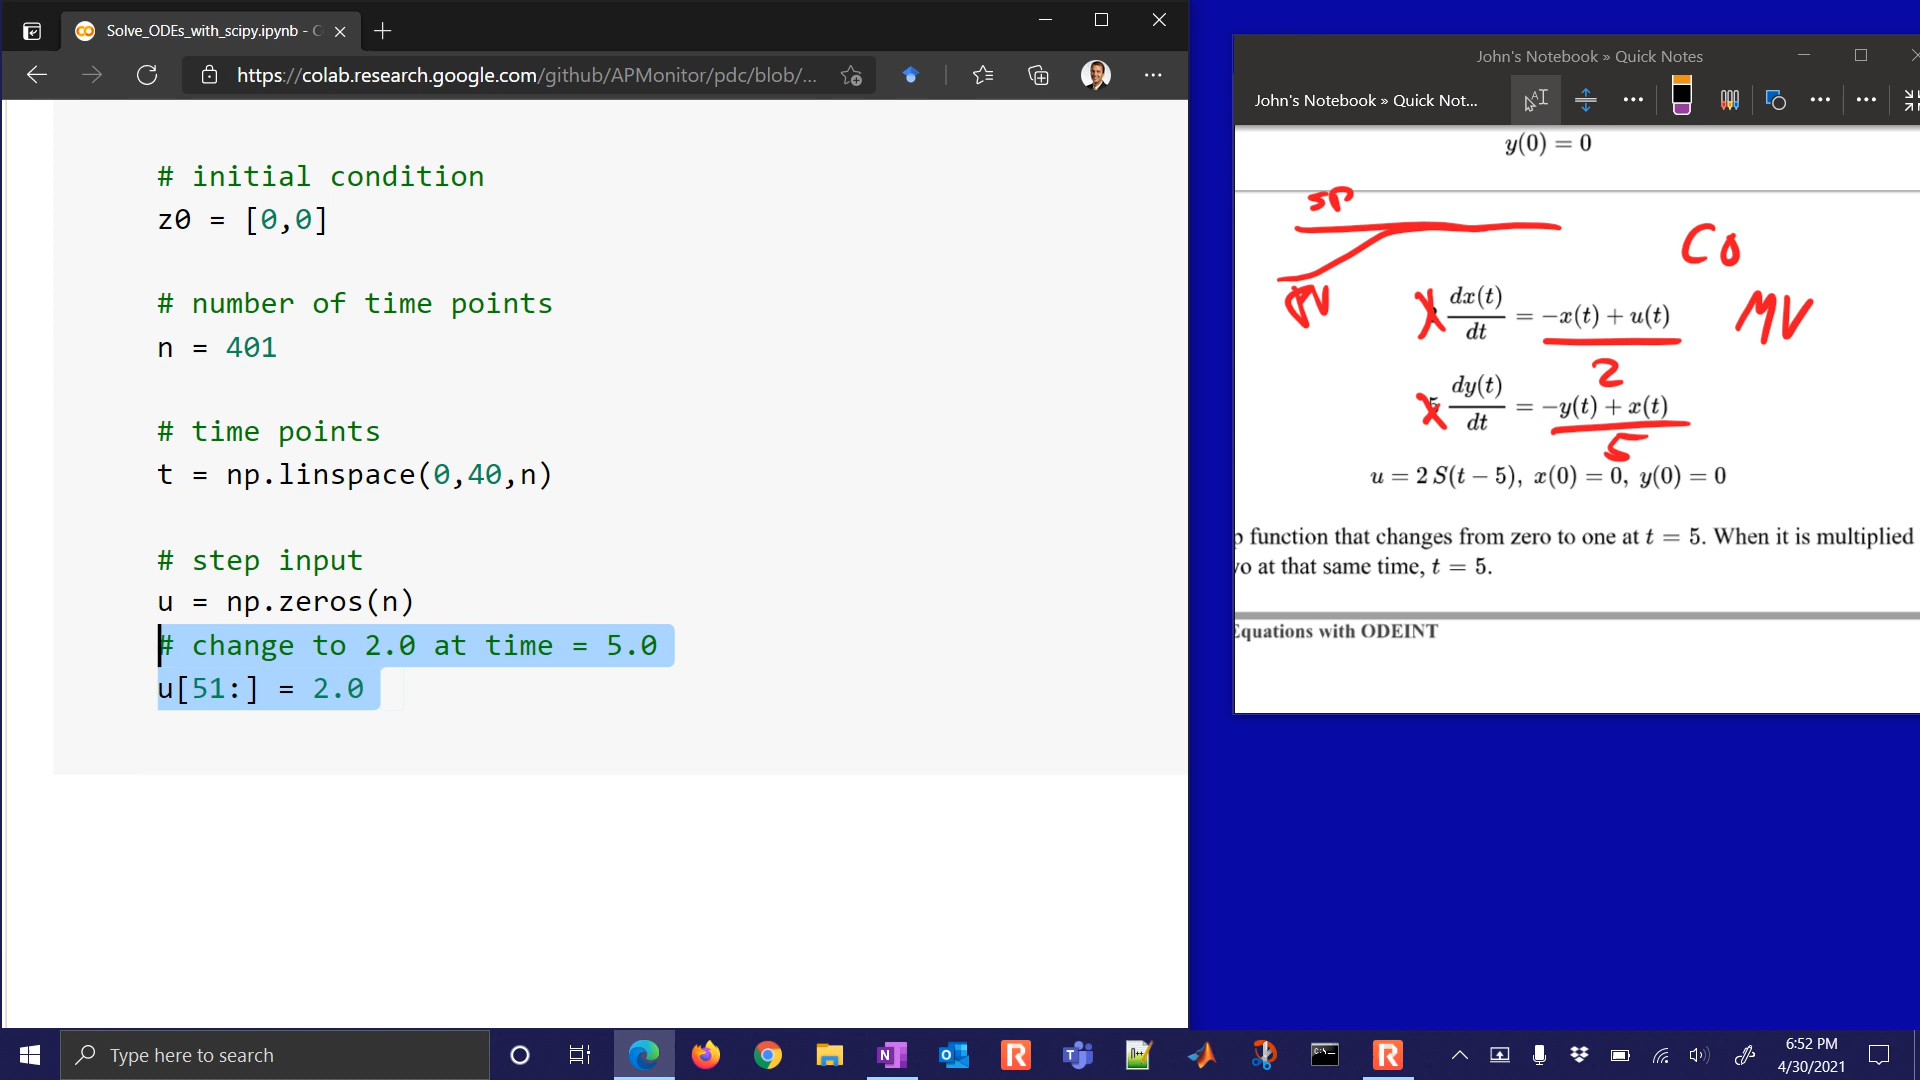 Solve_ODEs_with_scipy.ipynb - C
https://colab.research.google.com/github/APMonitor/pdc/blob/...
# initial condition
z0 = [0,0]
# number of time points
n = 401
# time points
t = np.linspace(0,40,n)
# step input
u = np.zeros(n)
# change to 2.0 at time = 5.0
u[51:] = 2.0
John's Notebook » Quick Notes
John's Notebook » Quick Not...
y(0) = 0
SP
CO
PV
dx(t)/dt = -x(t) + u(t)
MV
2
dy(t)/dt = -y(t) + x(t)
5
u = 2 S(t − 5), x(0) = 0, y(0) = 0
function that changes from zero to one at t = 5. When it is multiplied
at that same time, t = 5.
Equations with ODEINT
Type here to search
6:52 PM
4/30/2021